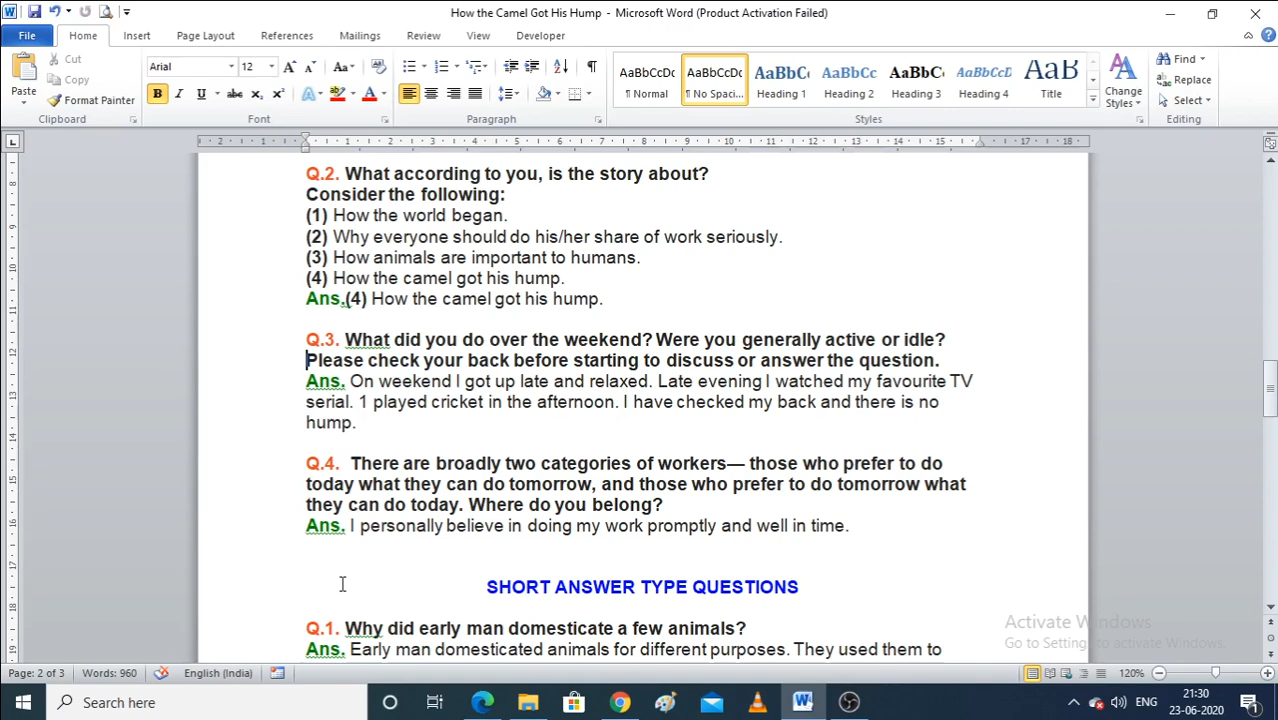 How the Camel Got His Hump - Microsoft Word (Product Activation Failed)
File Home Insert Page Layout References Mailings Review View Developer
Paste
Cut
Copy
Format Painter
Clipboard
Arial 12
Font
Paragraph
AaBbCcDc AaBbCcDc AaBbC AaBbCc AaBbCc AaBbCcI AaB
¶ Normal ¶ No Spaci... Heading 1 Heading 2 Heading 3 Heading 4 Title
Change Styles
Styles
Find
Replace
Select
Editing
Q.2. What according to you, is the story about?
Consider the following:
(1) How the world began.
(2) Why everyone should do his/her share of work seriously.
(3) How animals are important to humans.
(4) How the camel got his hump.
Ans.(4) How the camel got his hump.
Q.3. What did you do over the weekend? Were you generally active or idle?
Please check your back before starting to discuss or answer the question.
Ans. On weekend I got up late and relaxed. Late evening I watched my favourite TV
serial. 1 played cricket in the afternoon. I have checked my back and there is no
hump.
Q.4. There are broadly two categories of workers— those who prefer to do
today what they can do tomorrow, and those who prefer to do tomorrow what
they can do today. Where do you belong?
Ans. I personally believe in doing my work promptly and well in time.
SHORT ANSWER TYPE QUESTIONS
Q.1. Why did early man domesticate a few animals?
Ans. Early man domesticated animals for different purposes. They used them to
Activate Windows
Go to Settings to activate Windows.
Page: 2 of 3 Words: 960 English (India) 120%
Search here
ENG
21:30
23-06-2020